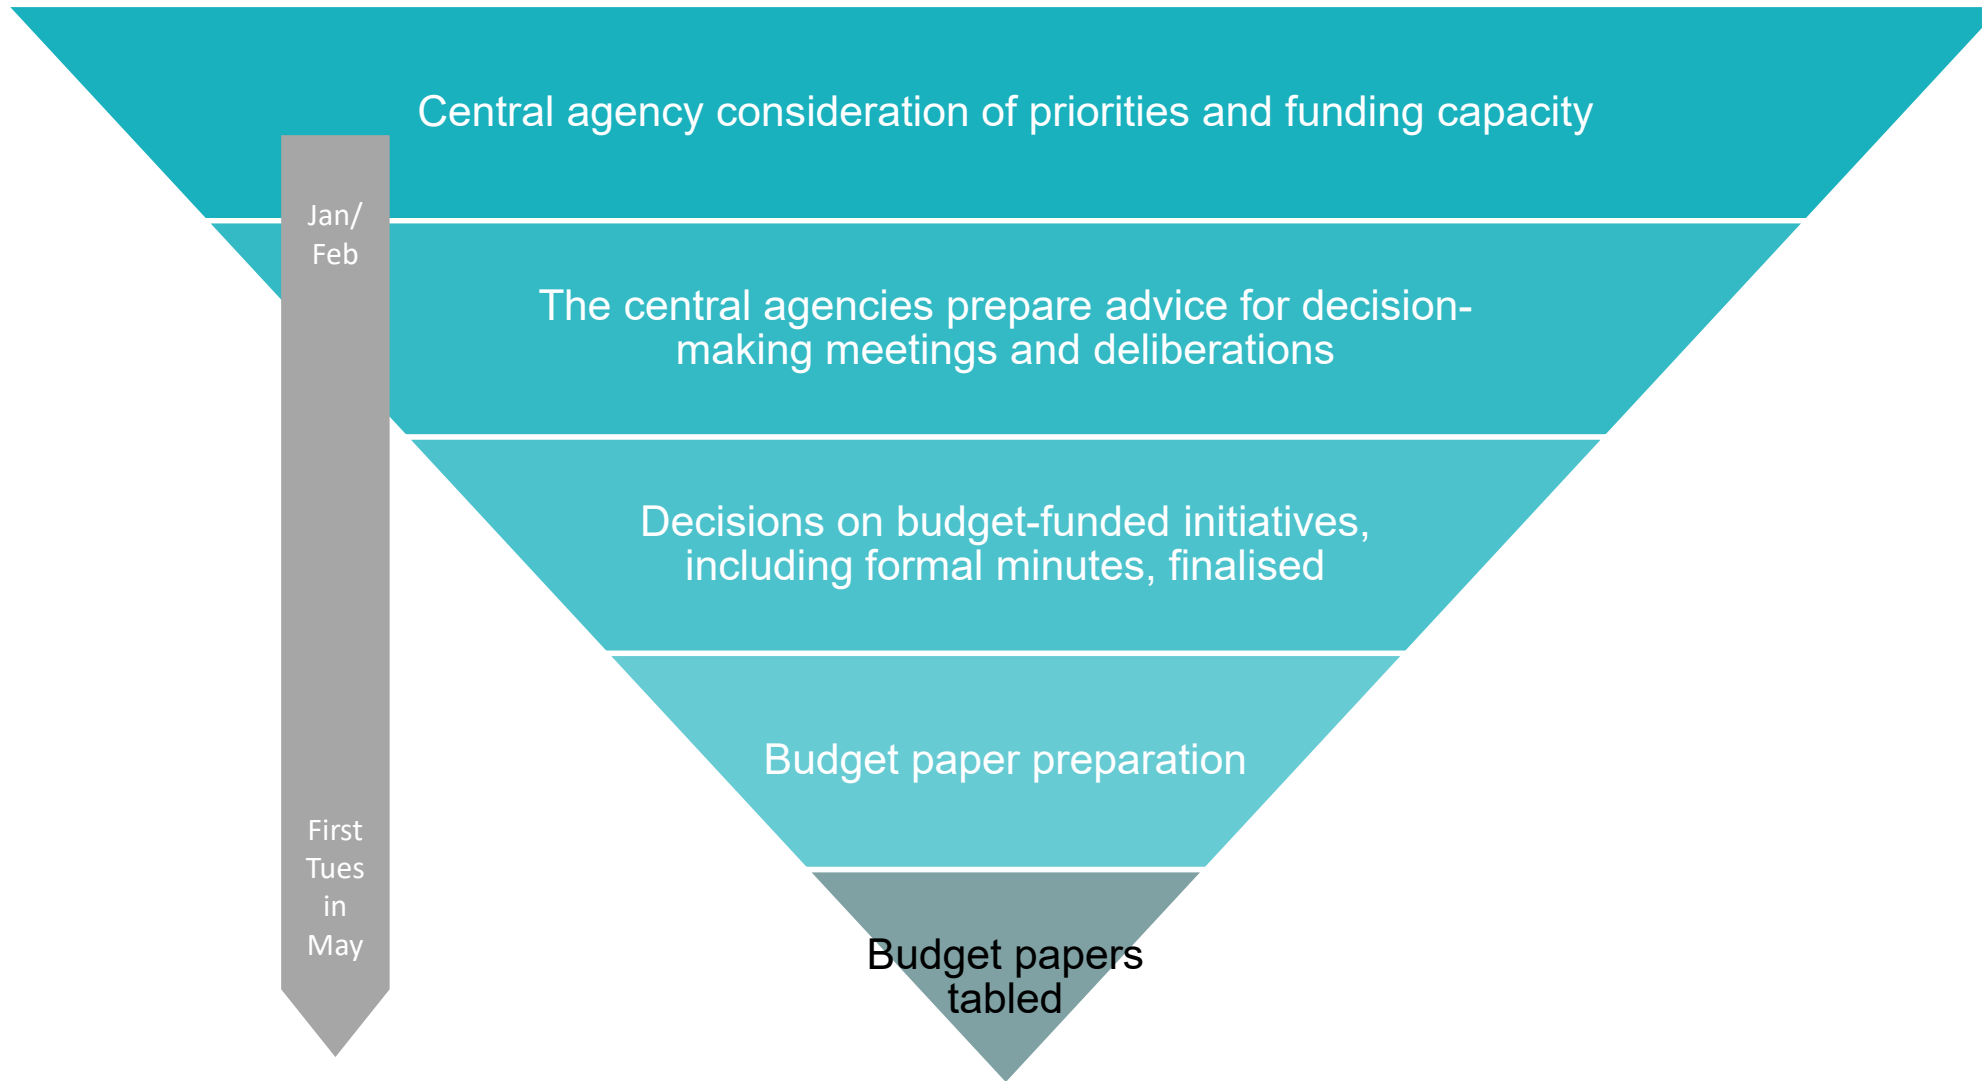 Central agency consideration of priorities and funding capacity
Jan/
Feb
The central agencies prepare advice for decision-
making meetings and deliberations
Decisions on budget-funded initiatives,
including formal minutes, finalised
Budget paper preparation
First
Tues
in
May
Budget papers
tabled